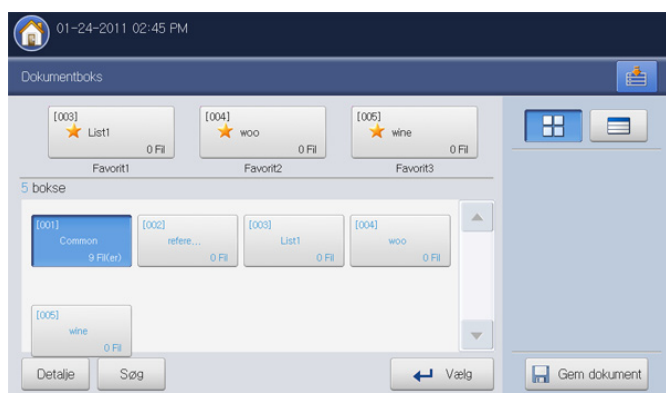 01-24-2011 02:45 PM
Dokumentboks
[003] [004] [005]
List1 woo wine
0 Fil 0 Fil 0 Fil
Favorit1 Favorit2 Favorit3
5 bokse
[001] [002] [003] [004]
Common refere... List1 woo
9 Fil(er) 0 Fil 0 Fil 0 Fil
[005]
wine
0 Fil
Detalje Søg Vælg Gem dokument